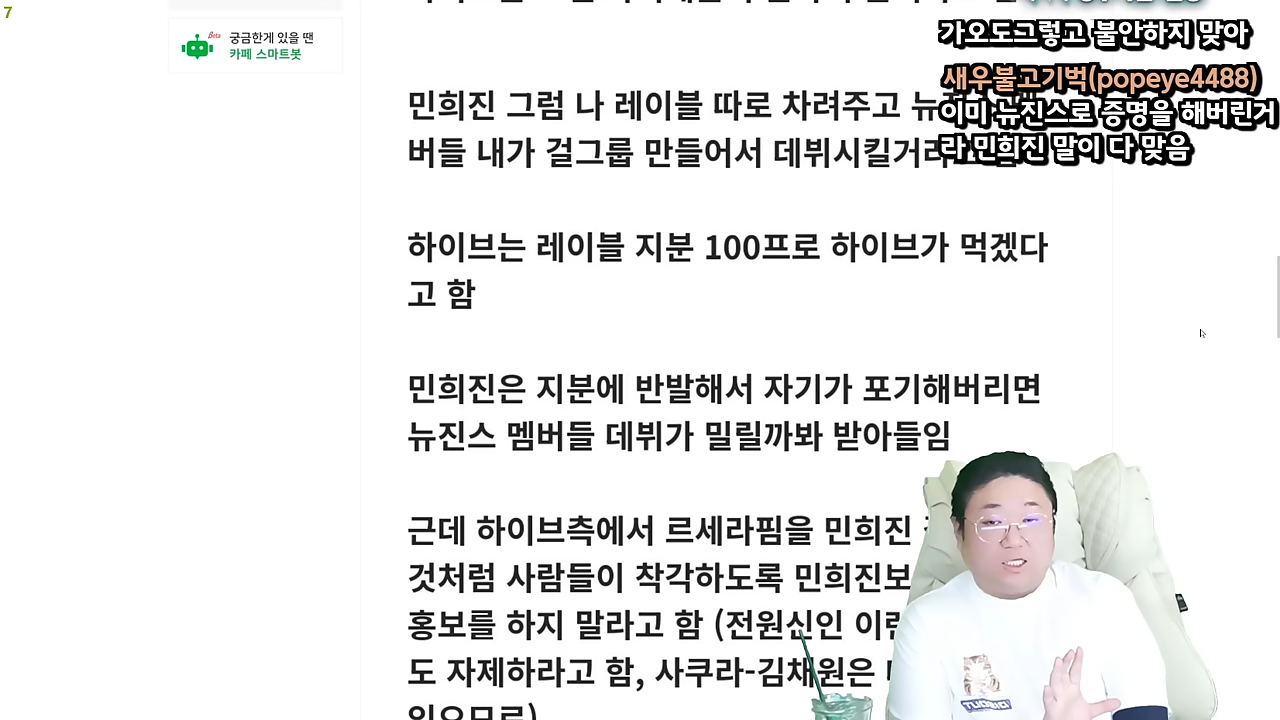 7
Beta
궁금한게 있을 땐
카페 스마트봇
가오도그렇고 불안하지 맞아
새우불고기벅(popeye4488)
이미 뉴진스로 증명을 해버린거
라 민희진 말이 다 맞음
민희진 그럼 나 레이블 따로 차려주고
버들 내가 걸그룹 만들어서 데뷔시킬거라고
하이브는 레이블 지분 100프로 하이브가 먹겠다
고 함
민희진은 지분에 반발해서 자기가 포기해버리면
뉴진스 멤버들 데뷔가 밀릴까봐 받아들임
근데 하이브측에서 르세라핌을 민희진
것처럼 사람들이 착각하도록 민희진보
홍보를 하지 말라고 함 (전원신인
도 자제하라고 함, 사쿠라-김채원은
있으므로)